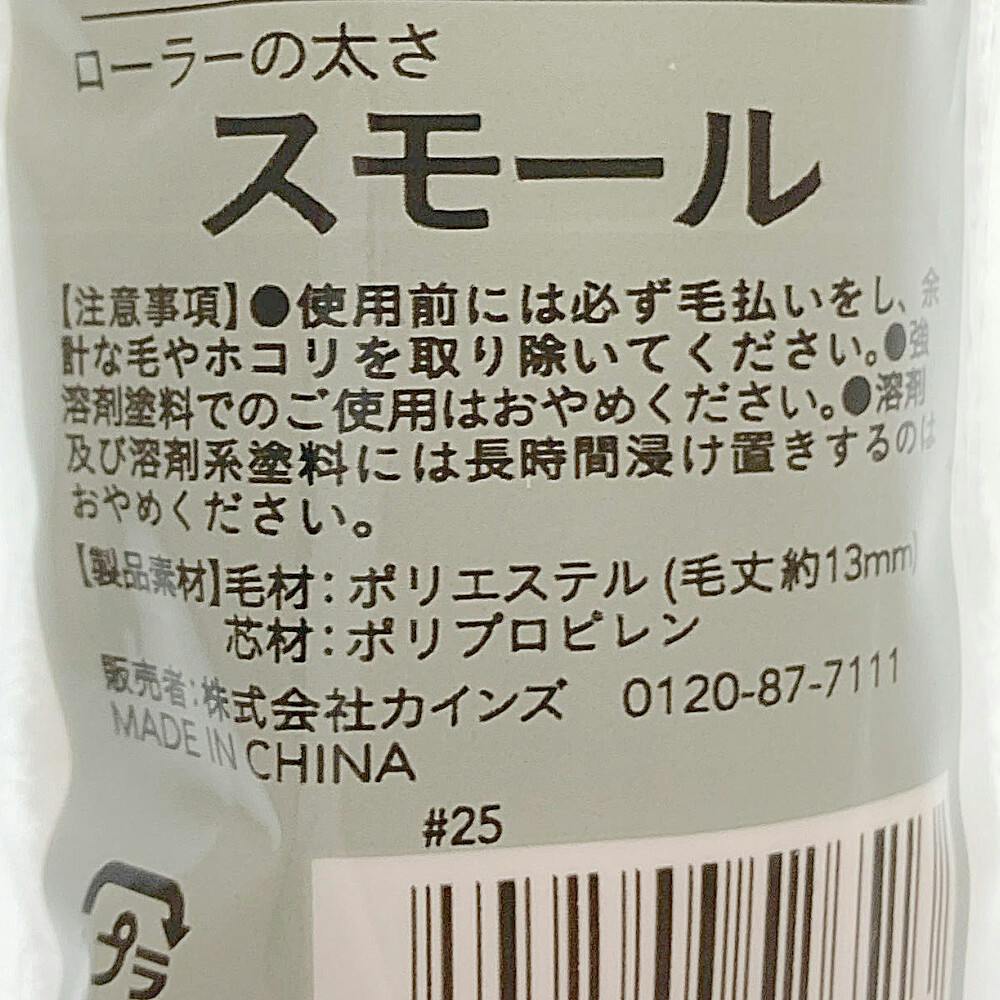 ローラーの太さ
スモール
【注意事項】●使用前には必ず毛払いをし、余
計な毛やホコリを取り除いてください。●強
溶剤塗料でのご使用はおやめください。●溶剤
及び溶剤系塗料には長時間浸け置きするのは
おやめください。
【製品素材】毛材：ポリエステル(毛丈約13mm)
芯材：ポリプロピレン
販売者：株式会社カインズ 0120-87-7111
MADE IN CHINA
#25
プラ